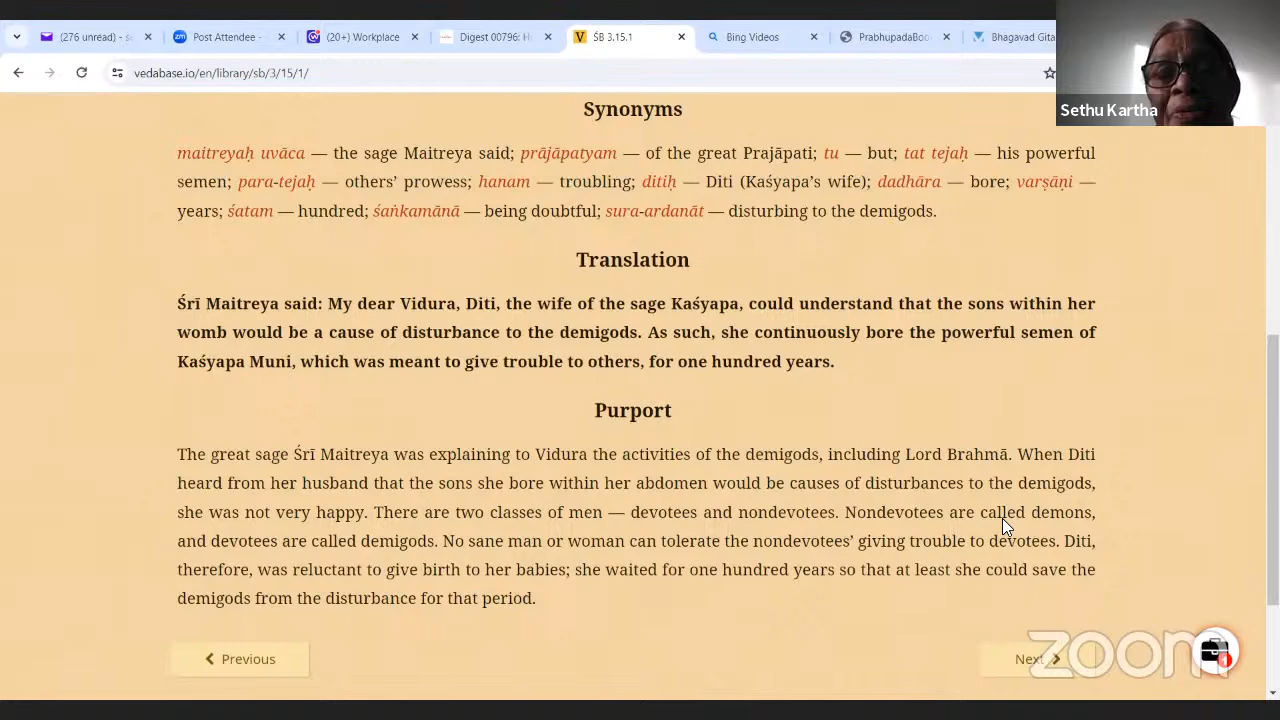 (276 unread) - s
Post Attendee -
(20+) Workplace
Digest 00796: H
ŚB 3.15.1
Bing Videos
PrabhupadaBoo
Bhagavad Gita
vedabase.io/en/library/sb/3/15/1/
Sethu Kartha
Synonyms
maitreyaḥ uvāca — the sage Maitreya said; prājāpatyam — of the great Prajāpati; tu — but; tat tejaḥ — his powerful
semen; para-tejaḥ — others’ prowess; hanam — troubling; ditiḥ — Diti (Kaśyapa’s wife); dadhāra — bore; varṣāṇi —
years; śatam — hundred; śaṅkamānā — being doubtful; sura-ardanāt — disturbing to the demigods.
Translation
Śrī Maitreya said: My dear Vidura, Diti, the wife of the sage Kaśyapa, could understand that the sons within her
womb would be a cause of disturbance to the demigods. As such, she continuously bore the powerful semen of
Kaśyapa Muni, which was meant to give trouble to others, for one hundred years.
Purport
The great sage Śrī Maitreya was explaining to Vidura the activities of the demigods, including Lord Brahmā. When Diti
heard from her husband that the sons she bore within her abdomen would be causes of disturbances to the demigods,
she was not very happy. There are two classes of men — devotees and nondevotees. Nondevotees are called demons,
and devotees are called demigods. No sane man or woman can tolerate the nondevotees’ giving trouble to devotees. Diti,
therefore, was reluctant to give birth to her babies; she waited for one hundred years so that at least she could save the
demigods from the disturbance for that period.
Previous
Next
zoom
1